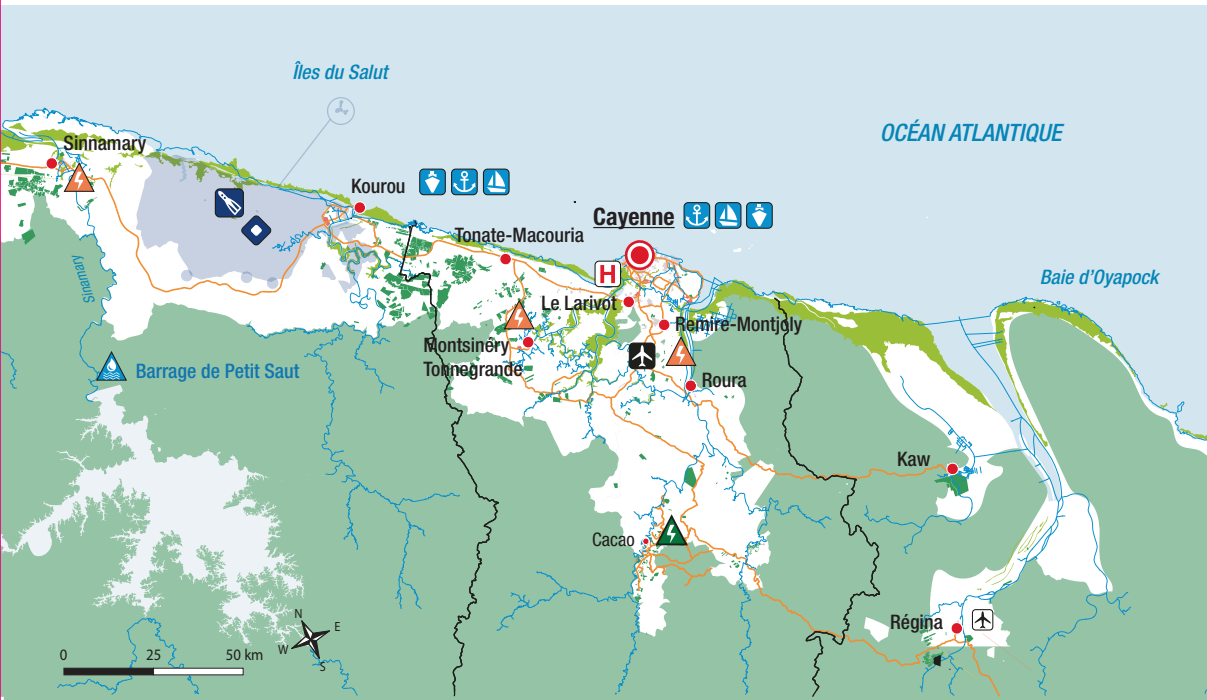 Îles du Salut
OCÉAN ATLANTIQUE
Sinnamary
Kourou
Cayenne
Tonate-Macouria
H
Baie d'Oyapock
Sinnamary
Le Larivot
Remire-Montjoly
Montsinéry
Tonnegrande
Barrage de Petit Saut
Roura
Kaw
Cacao
Régina
N
E
W
S
0 25 50 km